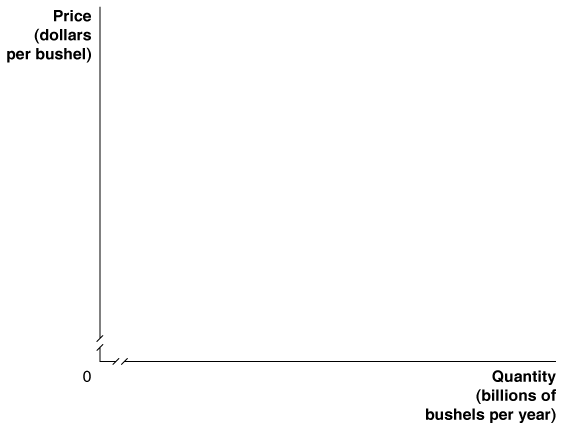 Price
(dollars
per bushel)
0
Quantity
(billions of
bushels per year)